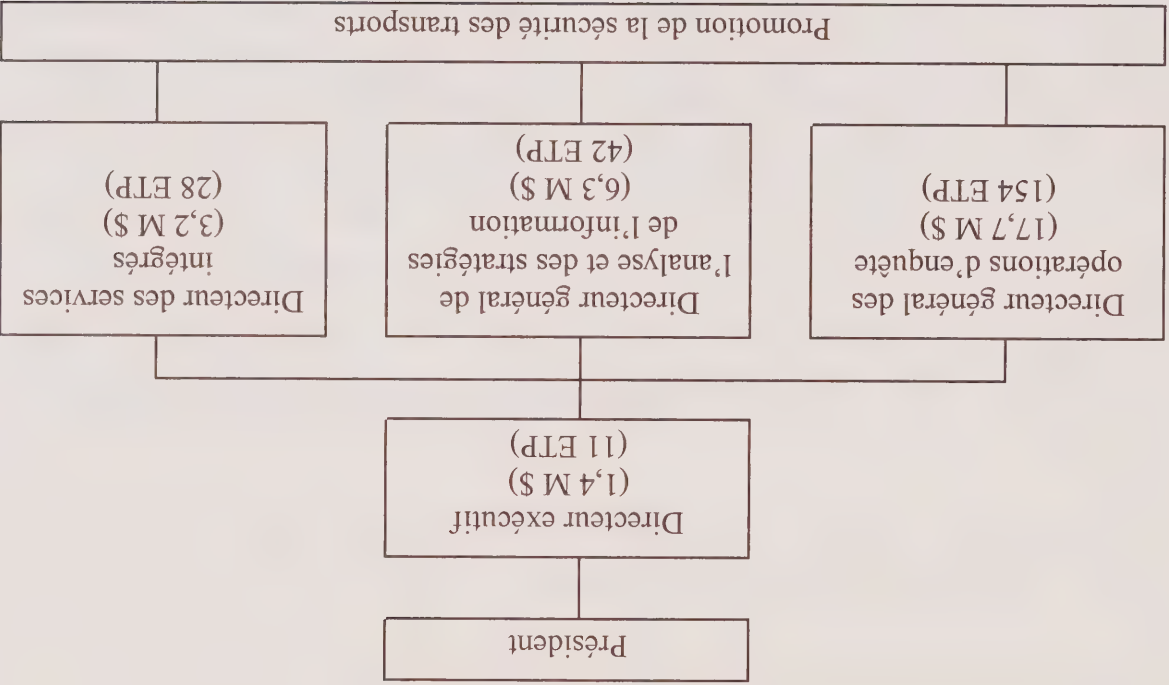 Président
Directeur exécutif
(1,4 M $)
(11 ETP)
Directeur général des
opérations d'enquête
(17,7 M $)
(154 ETP)
Directeur général de
l'analyse et des stratégies
de l'information
(6,3 M $)
(42 ETP)
Directeur des services
intégrés
(3,2 M $)
(28 ETP)
Promotion de la sécurité des transports